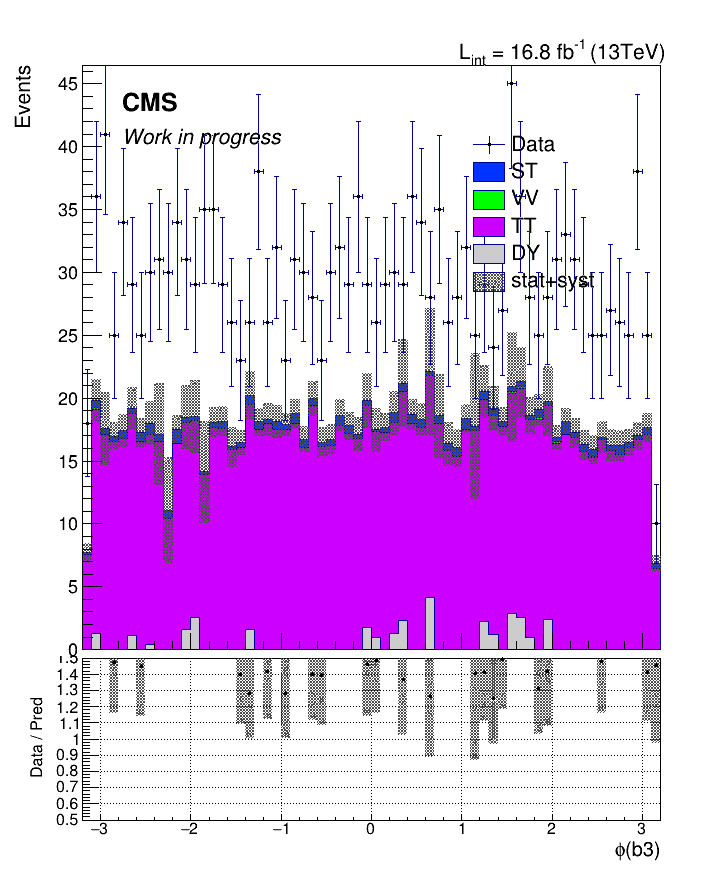 L_int = 16.8 fb^-1 (13TeV)
Events
CMS
Work in progress
Data
ST
VV
TT
DY
stat+syst
45
40
35
30
25
20
15
10
5
0
Data / Pred
1.5
1.4
1.3
1.2
1.1
1
0.9
0.8
0.7
0.6
0.5
−3 −2 −1 0 1 2 3
ϕ(b3)